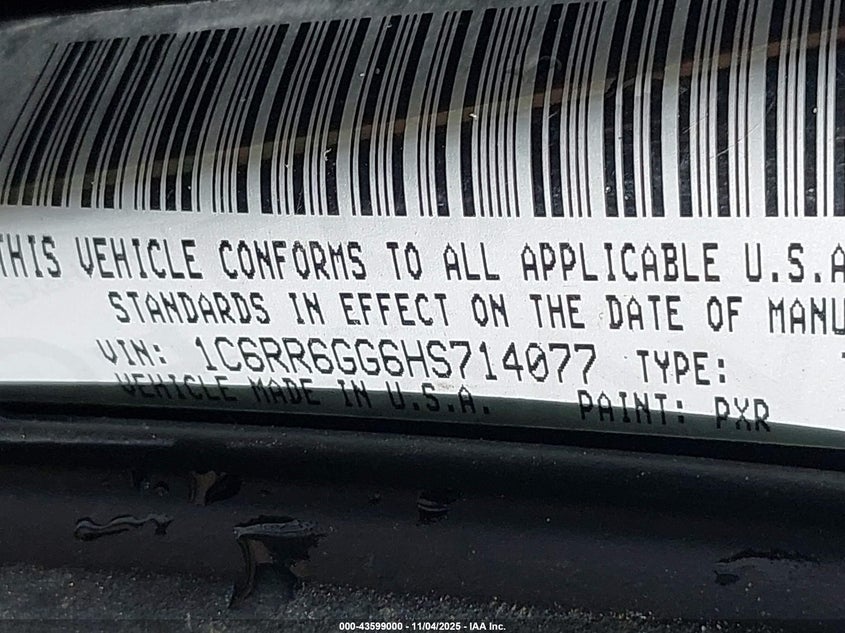 THIS VEHICLE CONFORMS TO ALL APPLICABLE U.S.A
STANDARDS IN EFFECT ON THE DATE OF MANU
VIN: 1C6RR6GG6HS714077 TYPE:
VEHICLE MADE IN U.S.A. PAINT: PXR
000-43599000 - 11/04/2025 - IAA Inc.